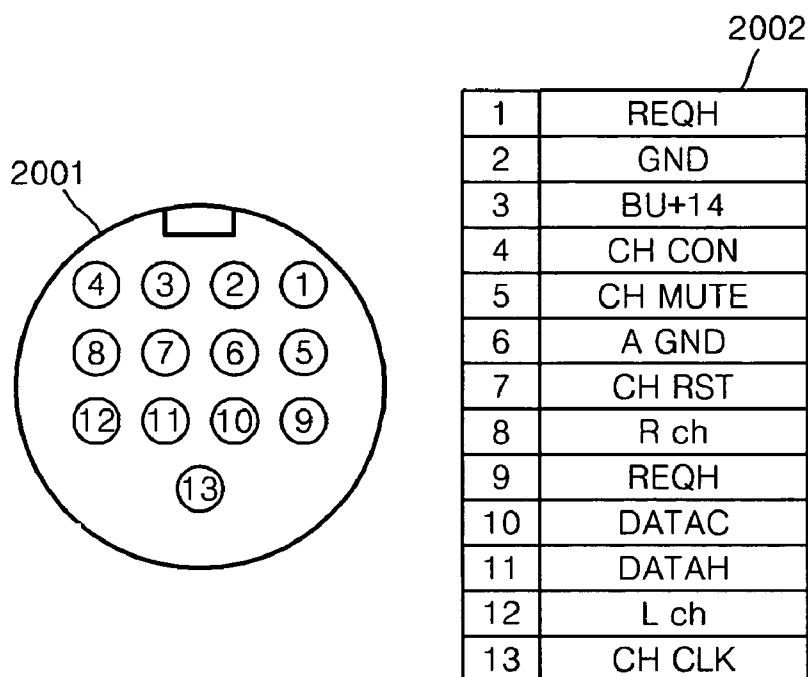 2002
2001
4 3 2 1
8 7 6 5
12 11 10 9
13
1 REQH
2 GND
3 BU+14
4 CH CON
5 CH MUTE
6 A GND
7 CH RST
8 R ch
9 REQH
10 DATAC
11 DATAH
12 L ch
13 CH CLK